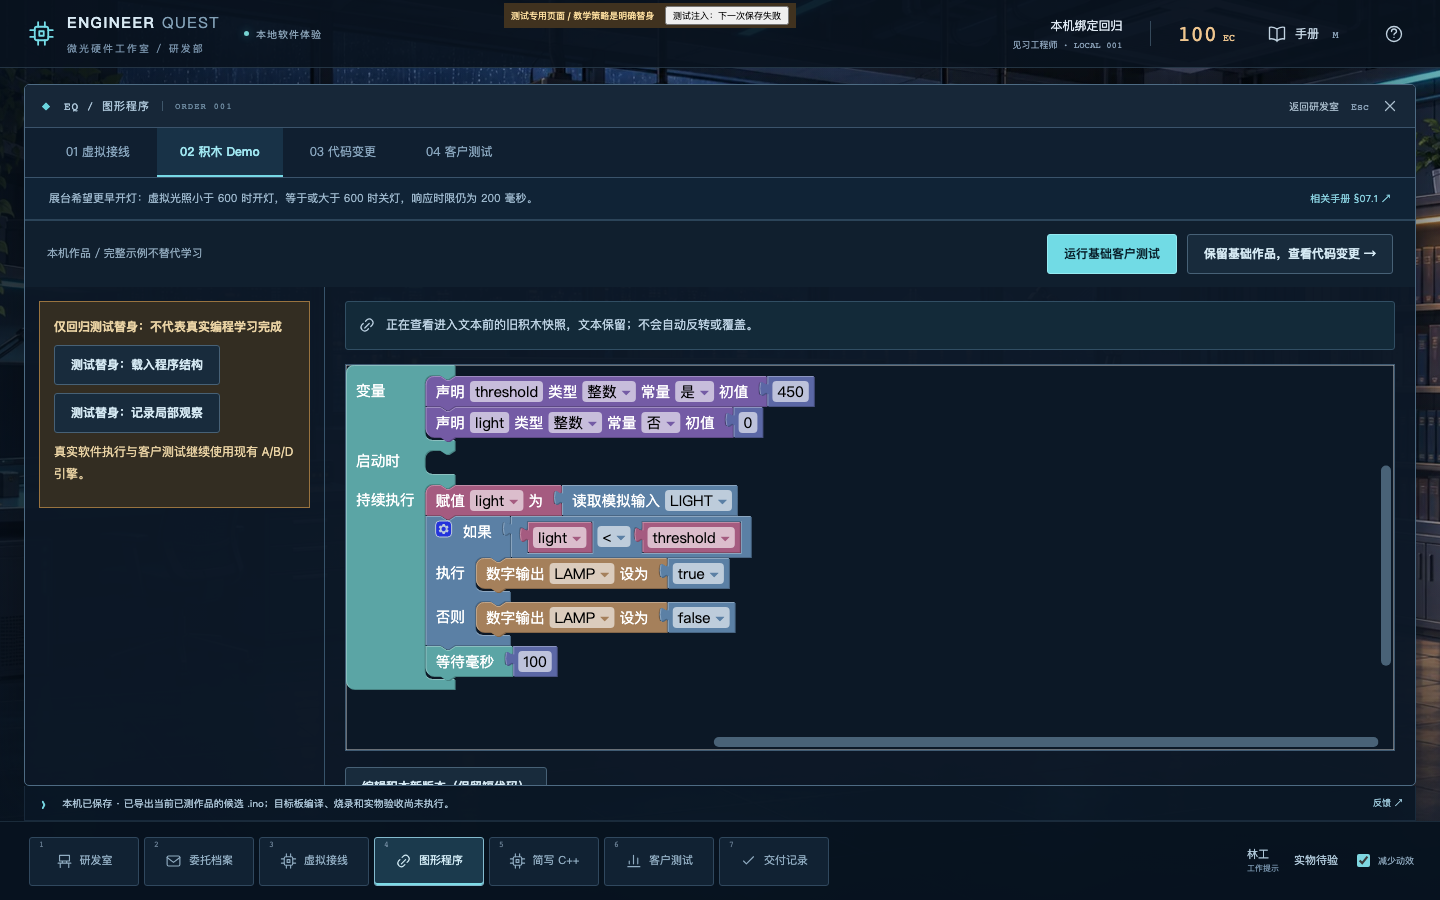 ENGINEER QUEST
微光硬件工作室 / 研发部
本地软件体验
测试专用页面 / 教学策略是明确替身
测试注入：下一次保存失败
本机绑定回归
见习工程师 · LOCAL 001
100 EC
手册 M
EQ / 图形程序
ORDER 001
返回研发室 Esc
01 虚拟接线
02 积木 Demo
03 代码变更
04 客户测试
展台希望更早开灯：虚拟光照小于 600 时开灯，等于或大于 600 时关灯，响应时限仍为 200 毫秒。
相关手册 §07.1 ↗
本机作品 / 完整示例不替代学习
运行基础客户测试
保留基础作品，查看代码变更 →
仅回归测试替身：不代表真实编程学习完成
测试替身：载入程序结构
测试替身：记录局部观察
真实软件执行与客户测试继续使用现有 A/B/D
引擎。
正在查看进入文本前的旧积木快照，文本保留；不会自动反转或覆盖。
变量
声明 threshold 类型 整数 常量 是 初值 450
声明 light 类型 整数 常量 否 初值 0
启动时
持续执行
赋值 light 为 读取模拟输入 LIGHT
如果 light < threshold
执行 数字输出 LAMP 设为 true
否则 数字输出 LAMP 设为 false
等待毫秒 100
编辑积木新版本（保留源代码）
本机已保存 · 已导出当前已测作品的候选 .ino；目标板编译、烧录和实物验收尚未执行。
反馈 ↗
1 研发室
2 委托档案
3 虚拟接线
4 图形程序
5 简写 C++
6 客户测试
7 交付记录
林工
工作提示
实物待验
减少动效